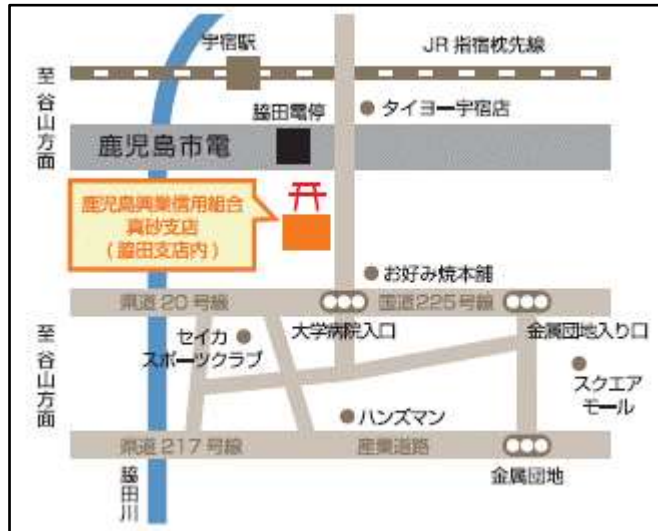 宇宿駅
JR 指宿枕先線
至 谷山方面
脇田電停
タイヨー宇宿店
鹿児島市電
鹿児島興業信用組合
真砂支店
(脇田支店内)
お好み焼本舗
県道20号線
国道225号線
セイカ
スポーツクラブ
大学病院入口
金属団地入り口
至 谷山方面
スクエア
モール
ハンズマン
県道217号線
産業道路
脇田川
金属団地